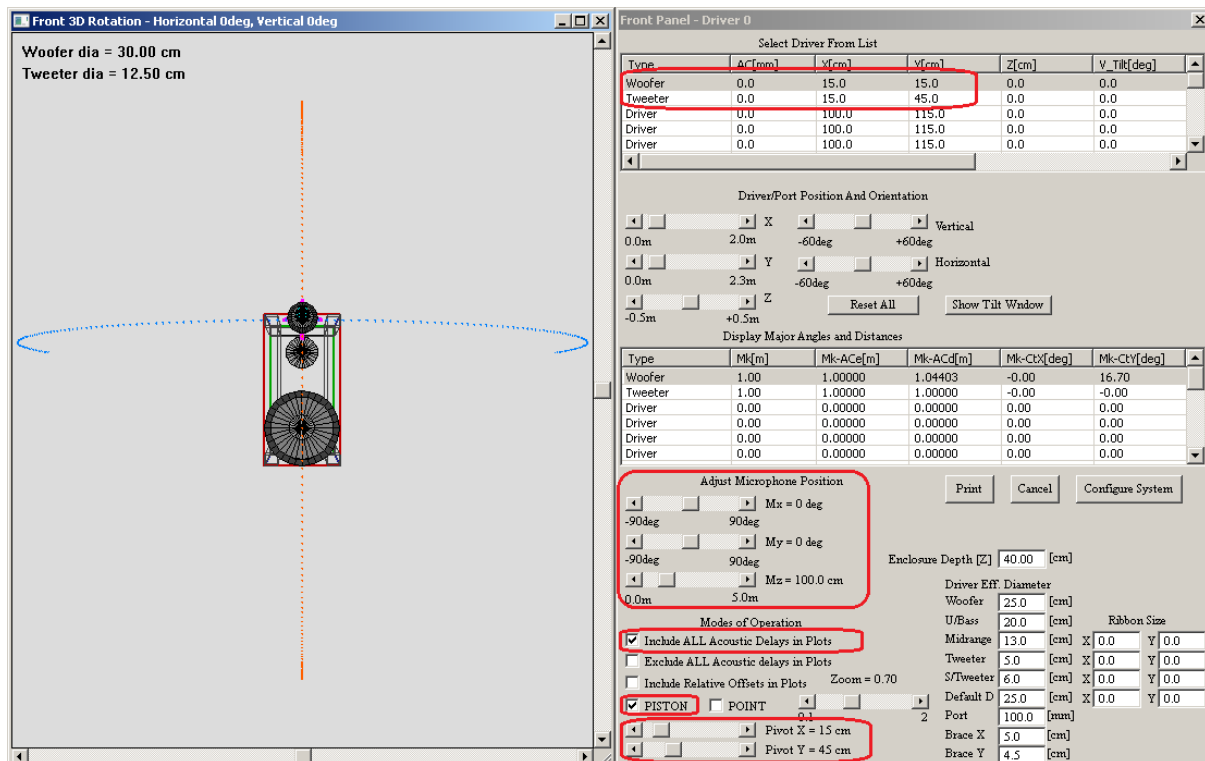 Front 3D Rotation - Horizontal 0deg, Vertical 0deg
Woofer dia = 30.00 cm
Tweeter dia = 12.50 cm
Front Panel - Driver 0
Select Driver From List
Type AC[mm] X[cm] Y[cm] Z[cm] V_Tilt[deg]
Woofer 0.0 15.0 15.0 0.0 0.0
Tweeter 0.0 15.0 45.0 0.0 0.0
Driver 0.0 100.0 115.0 0.0 0.0
Driver 0.0 100.0 115.0 0.0 0.0
Driver 0.0 100.0 115.0 0.0 0.0
Driver/Port Position And Orientation
X Vertical
0.0m 2.0m -60deg +60deg
Y Horizontal
0.0m 2.3m -60deg +60deg
Z Reset All Show Tilt Wndow
-0.5m +0.5m
Display Major Angles and Distances
Type Mk[m] Mk-ACe[m] Mk-ACd[m] Mk-CtX[deg] Mk-CtY[deg]
Woofer 1.00 1.00000 1.04403 -0.00 16.70
Tweeter 1.00 1.00000 1.00000 -0.00 -0.00
Driver 0.00 0.00000 0.00000 0.00 0.00
Driver 0.00 0.00000 0.00000 0.00 0.00
Driver 0.00 0.00000 0.00000 0.00 0.00
Driver 0.00 0.00000 0.00000 0.00 0.00
Adjust Microphone Position
Print Cancel Configure System
Mx = 0 deg
-90deg 90deg
My = 0 deg
-90deg 90deg
Enclosure Depth [Z] 40.00 [cm]
Mz = 100.0 cm
0.0m 5.0m
Driver Eff. Diameter
Woofer 25.0 [cm]
Modes of Operation
U/Bass 20.0 [cm] Ribbon Size
Include ALL Acoustic Delays in Plots
Midrange 13.0 [cm] X 0.0 Y 0.0
Exclude ALL Acoustic delays in Plots
Tweeter 5.0 [cm] X 0.0 Y 0.0
Include Relative Offsets in Plots Zoom = 0.70
S/Tweeter 6.0 [cm] X 0.0 Y 0.0
PISTON POINT
Default D 25.0 [cm] X 0.0 Y 0.0
0.1 2
Port 100.0 [mm]
Pivot X = 15 cm
Brace X 5.0 [cm]
Pivot Y = 45 cm
Brace Y 4.5 [cm]